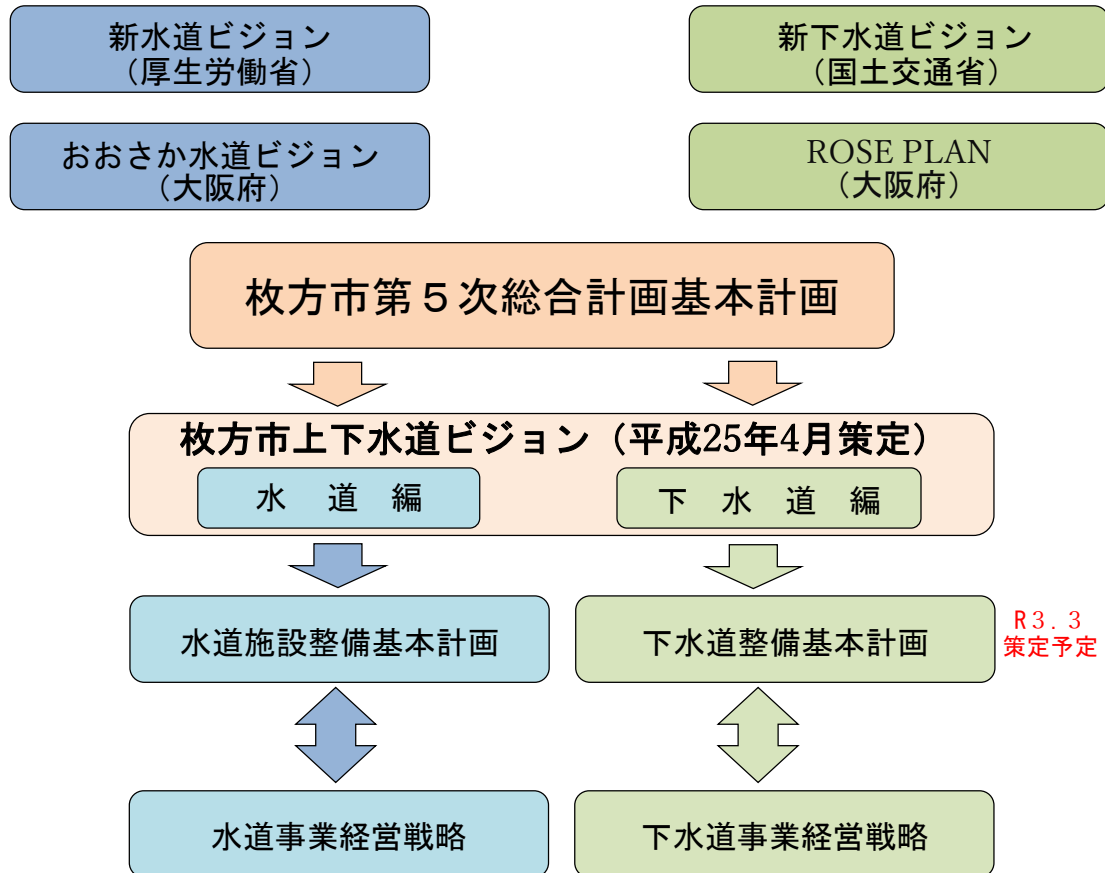 新水道ビジョン
（厚生労働省）
新下水道ビジョン
（国土交通省）
おおさか水道ビジョン
（大阪府）
ROSE PLAN
（大阪府）
枚方市第５次総合計画基本計画
枚方市上下水道ビジョン（平成25年4月策定）
水　道　編
下　水　道　編
水道施設整備基本計画
下水道整備基本計画
R３．３
策定予定
水道事業経営戦略
下水道事業経営戦略